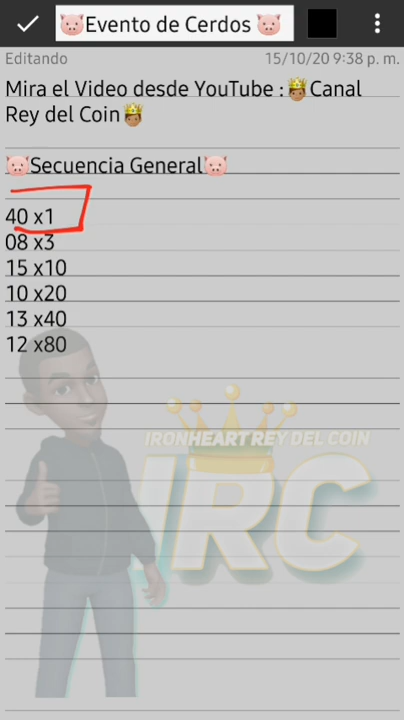 🐷Evento de Cerdos 🐷
Editando 15/10/20 9:38 p. m.
Mira el Video desde YouTube :🤴🏽Canal
Rey del Coin🤴🏽
🐷Secuencia General🐷
40 x1
08 x3
15 x10
10 x20
13 x40
12 x80
IRONHEART REY DEL COIN
IRC